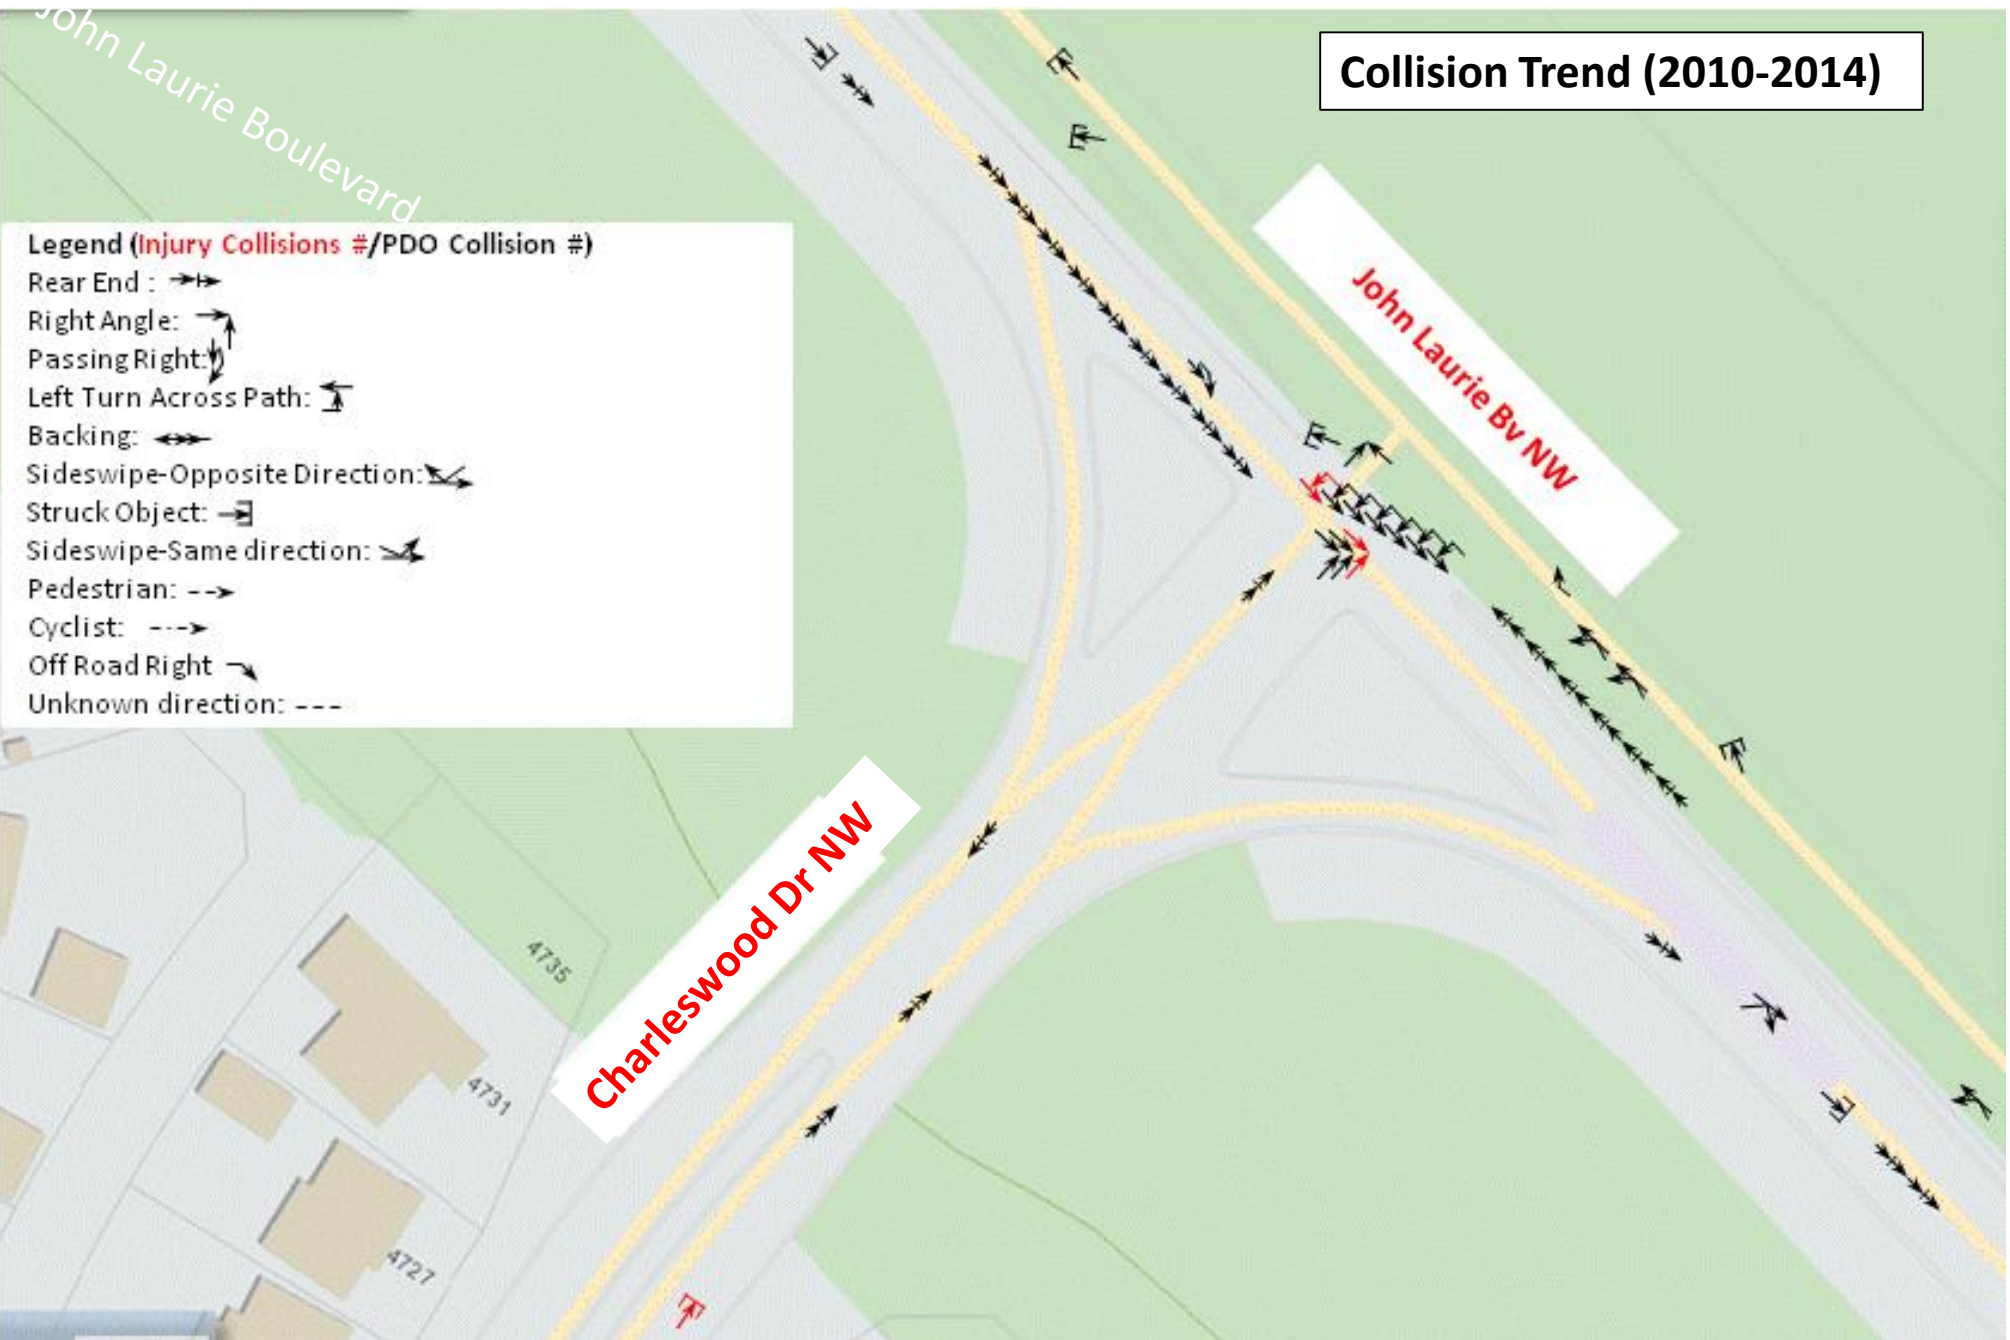 John Laurie Boulevard
Collision Trend (2010-2014)
Legend (Injury Collisions #/PDO Collision #)
Rear End :
Right Angle:
Passing Right:
Left Turn Across Path:
Backing:
Sideswipe-Opposite Direction:
Struck Object:
Sideswipe-Same direction:
Pedestrian:
Cyclist:
Off Road Right
Unknown direction: ---
John Laurie Bv NW
Charleswood Dr NW
4735
4731
4727